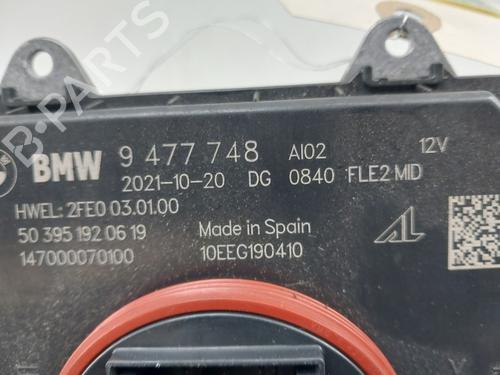 BMW 9 477 748 AI02 12V
2021-10-20 DG 0840 FLE2 MID
HWEL: 2FE0 03.01.00
50 395 192 06 19 Made in Spain
147000070100 10EEG190410
AL
B-Parts